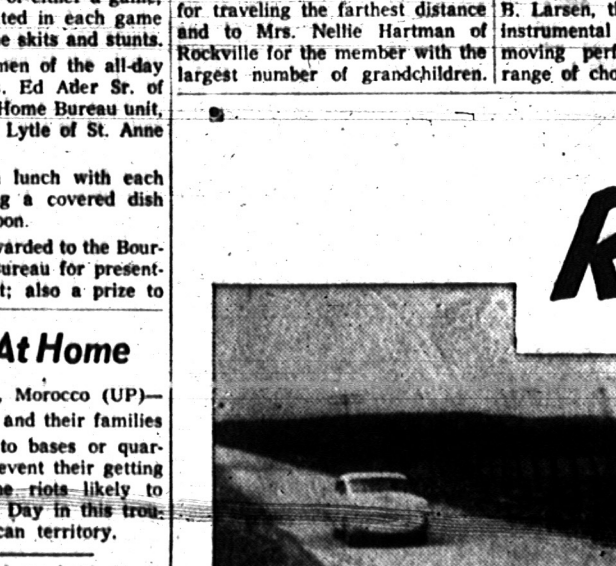 ted in each game
skits and stunts.
men of the all-day
Ed Ader Sr. of
Home Bureau unit,
Lytle of St. Anne
lunch with each
g a covered dish
oon.
warded to the Bour-
ureau for present-
t; also a prize to
At Home
, Morocco (UP)—
and their families
to bases or quar-
event their getting
riots likely to
Day in this trou-
can territory.
for traveling the farthest distance
and to Mrs. Nellie Hartman of
Rockville for the member with the
largest number of grandchildren.
B. Larsen, t
instrumental
moving perf
range of cho
R